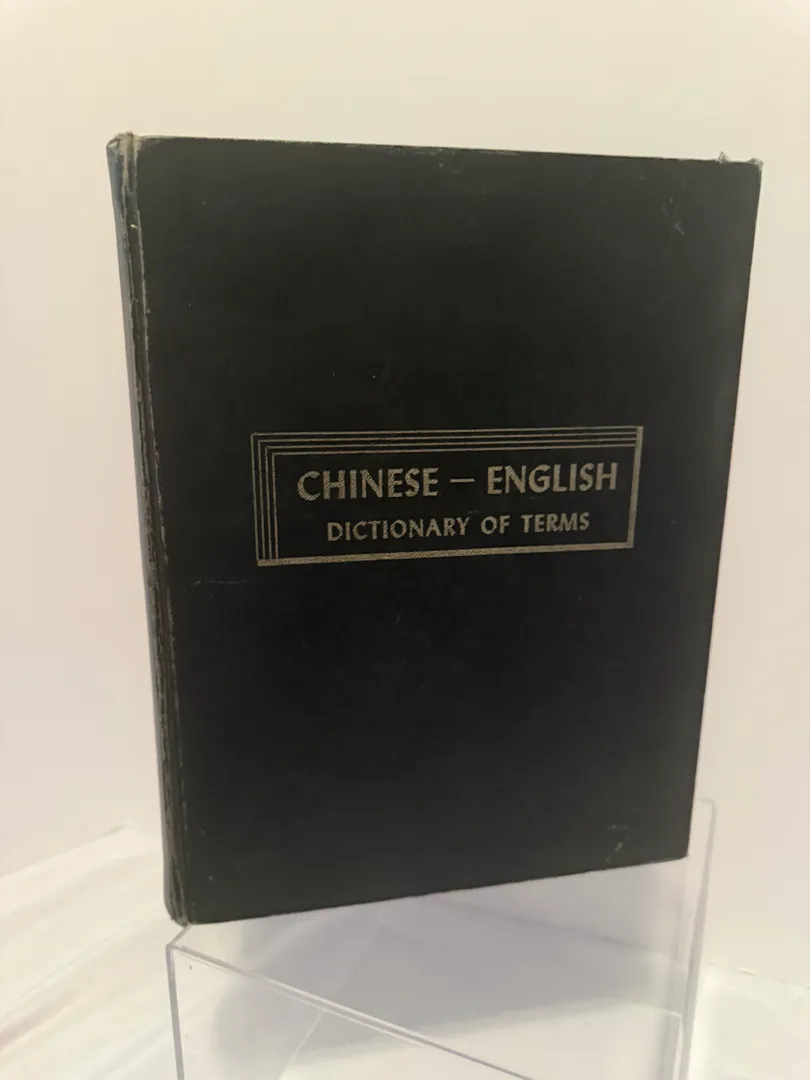 CHINESE — ENGLISH
DICTIONARY OF TERMS